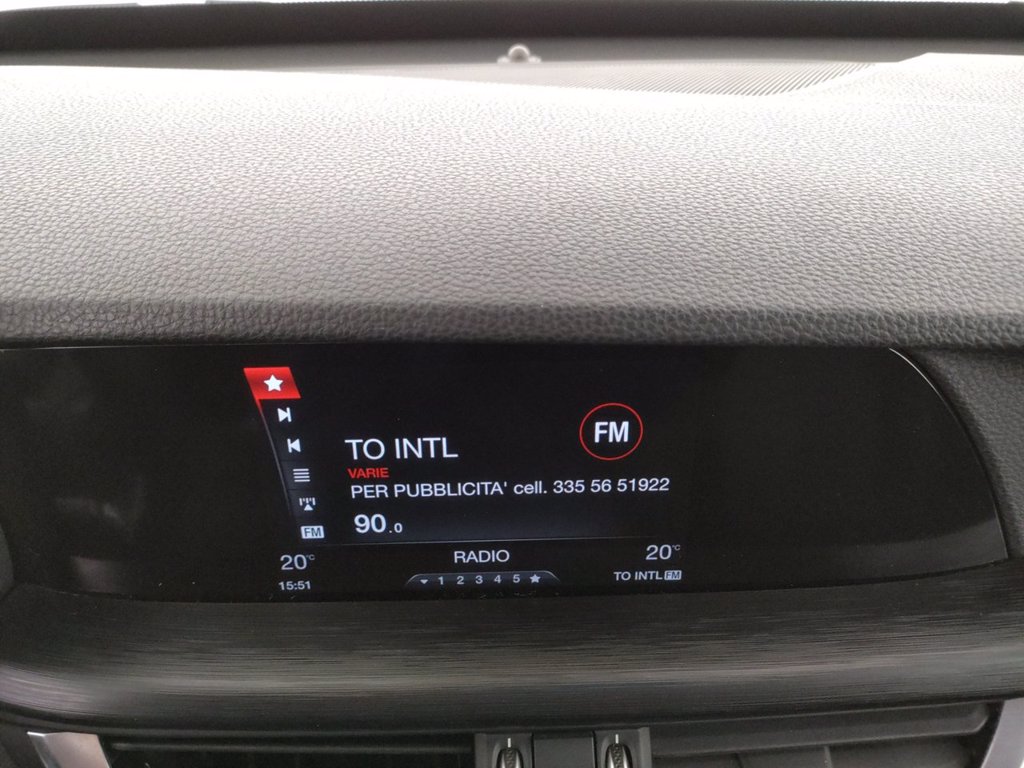 TO INTL
FM
VARIE
PER PUBBLICITA' cell. 335 56 51922
90.0
FM
20°C
RADIO
20°C
15:51
1 2 3 4 5
TO INTL FM